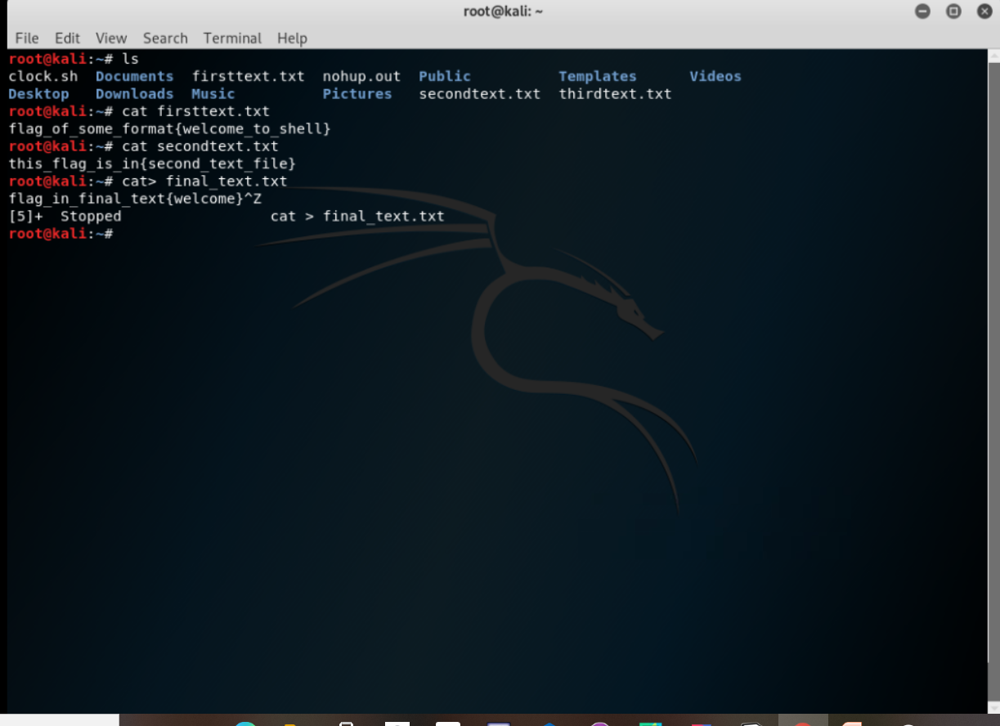 root@kali: ~
File Edit View Search Terminal Help
root@kali:~# ls
clock.sh Documents firsttext.txt nohup.out Public Templates Videos
Desktop Downloads Music Pictures secondtext.txt thirdtext.txt
root@kali:~# cat firsttext.txt
flag_of_some_format{welcome_to_shell}
root@kali:~# cat secondtext.txt
this_flag_is_in{second_text_file}
root@kali:~# cat> final_text.txt
flag_in_final_text{welcome}^Z
[5]+ Stopped cat > final_text.txt
root@kali:~#